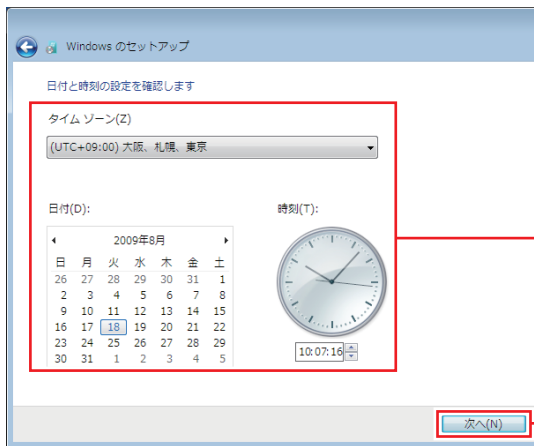 Windows のセットアップ
日付と時刻の設定を確認します
タイム ゾーン(Z)
(UTC+09:00) 大阪、札幌、東京
日付(D): 時刻(T):
2009年8月
日 月 火 水 木 金 土
26 27 28 29 30 31 1
2 3 4 5 6 7 8
9 10 11 12 13 14 15
16 17 18 19 20 21 22
23 24 25 26 27 28 29
30 31 1 2 3 4 5
10:07:16
次へ(N)